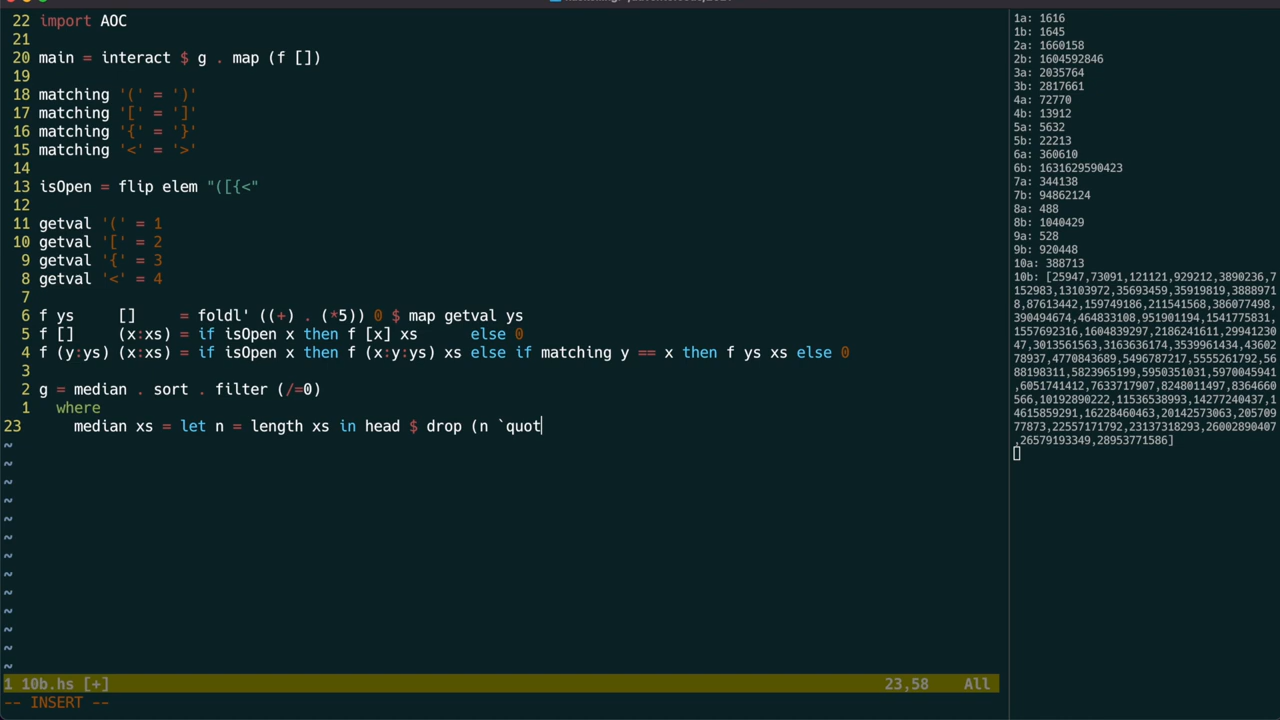 22 import AOC
21
20 main = interact $ g . map (f [])
19
18 matching '(' = ')'
17 matching '[' = ']'
16 matching '{' = '}'
15 matching '<' = '>'
14
13 isOpen = flip elem "([{<"
12
11 getval '(' = 1
10 getval '[' = 2
9 getval '{' = 3
8 getval '<' = 4
7
6 f ys     []     = foldl' ((+) . (*5)) 0 $ map getval ys
5 f []     (x:xs) = if isOpen x then f [x] xs      else 0
4 f (y:ys) (x:xs) = if isOpen x then f (x:y:ys) xs else if matching y == x then f ys xs else 0
3
2 g = median . sort . filter (/=0)
1   where
23     median xs = let n = length xs in head $ drop (n `quot
~
~
~
~
~
~
~
~
~
~
~
~
~
1 10b.hs [+] 23,58 All
-- INSERT --
1a: 1616
1b: 1645
2a: 1660158
2b: 1604592846
3a: 2035764
3b: 2817661
4a: 72770
4b: 13912
5a: 5632
5b: 22213
6a: 360610
6b: 1631629590423
7a: 344138
7b: 94862124
8a: 488
8b: 1040429
9a: 528
9b: 920448
10a: 388713
10b: [25947,73091,121121,929212,3890236,7
152983,13103972,35693459,35919819,3888971
8,87613442,159749186,211541568,386077498,
390494674,464833108,951901194,1541775831,
1557692316,1604839297,2186241611,29941230
47,3013561563,3163636174,3539961434,43602
78937,4770843689,5496787217,5555261792,56
88198311,5823965199,5950351031,5970045941
,6051741412,7633717907,8248011497,8364660
566,10192890222,11536538993,14277240437,1
14615859291,16228460463,20142573063,205709
77873,22557171792,23137318293,26002890407
,26579193349,28953771586]